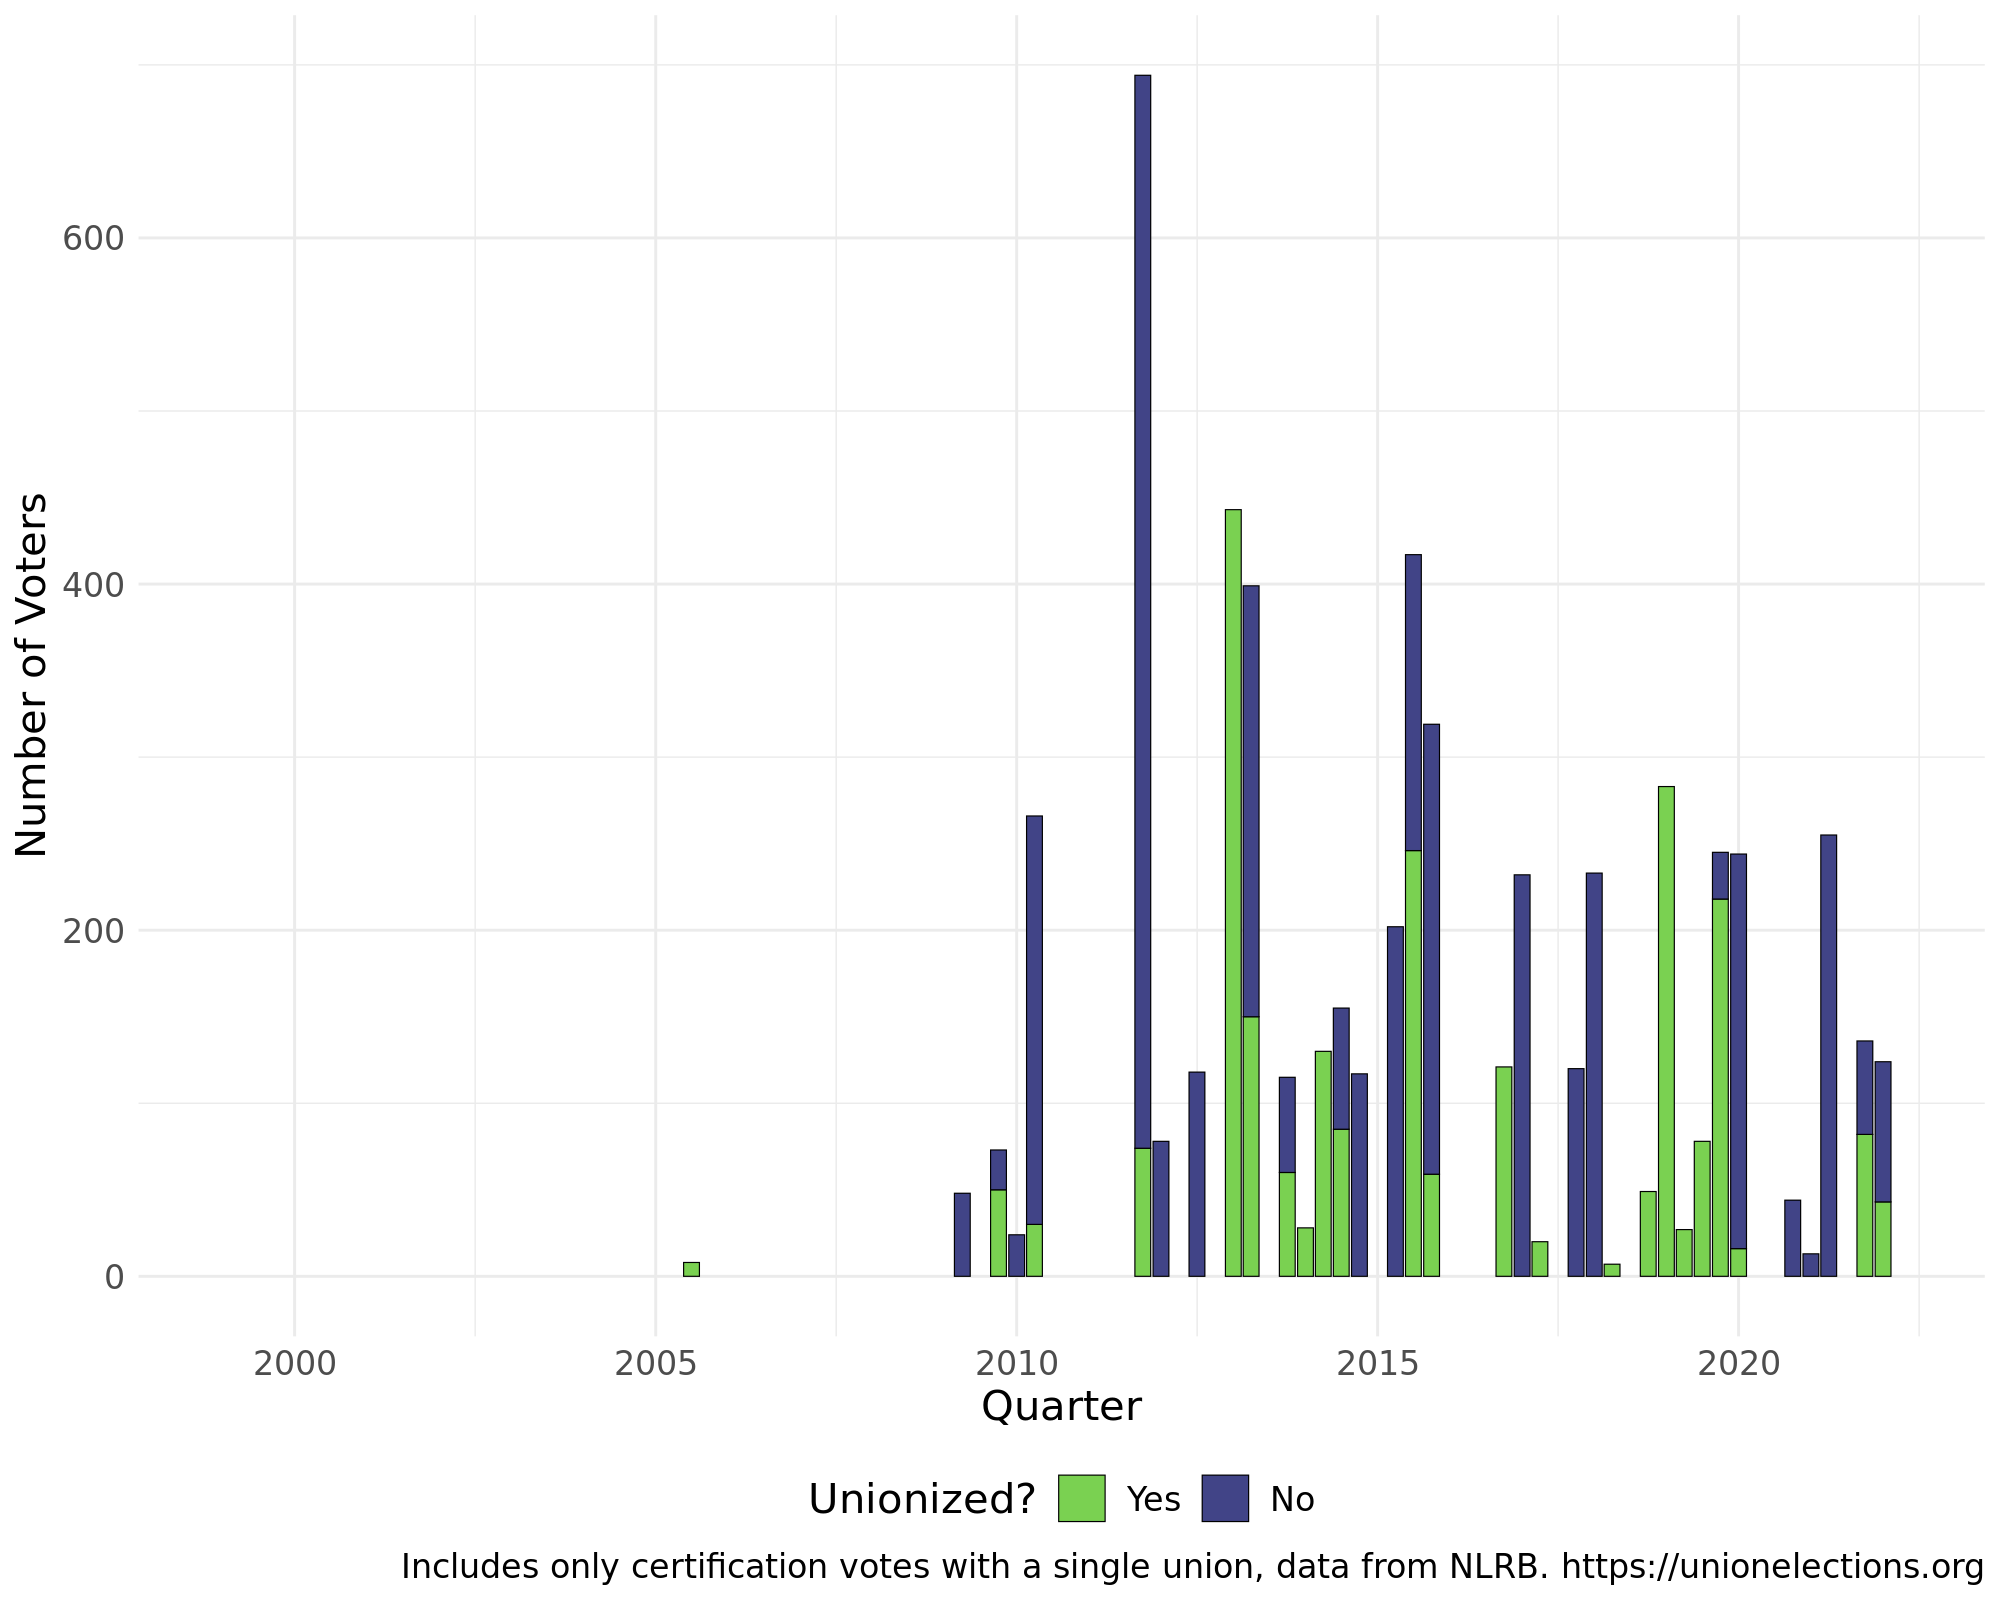 600
400
200
0
Number of Voters
2000 2005 2010 2015 2020
Quarter
Unionized? Yes No
Includes only certification votes with a single union, data from NLRB. https://unionelections.org